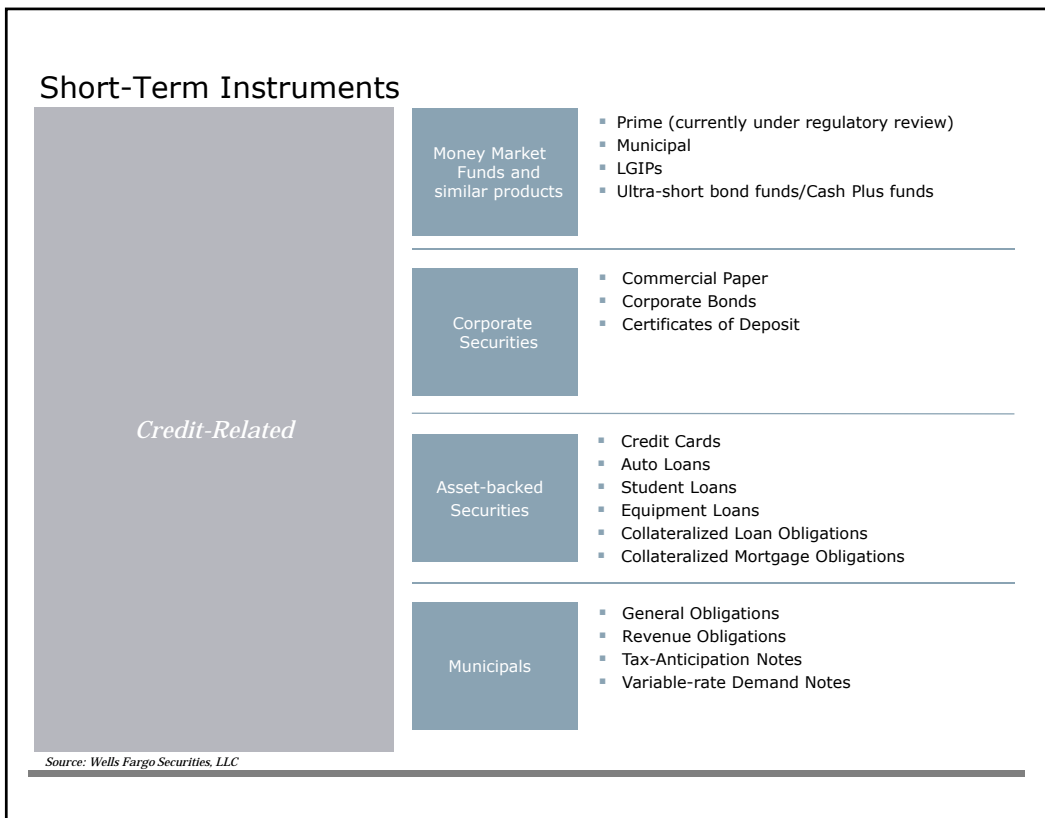 Short-Term Instruments
Credit-Related
Money Market
Funds and
similar products
▪ Prime (currently under regulatory review)
▪ Municipal
▪ LGIPs
▪ Ultra-short bond funds/Cash Plus funds
Corporate
Securities
▪ Commercial Paper
▪ Corporate Bonds
▪ Certificates of Deposit
Asset-backed
Securities
▪ Credit Cards
▪ Auto Loans
▪ Student Loans
▪ Equipment Loans
▪ Collateralized Loan Obligations
▪ Collateralized Mortgage Obligations
Municipals
▪ General Obligations
▪ Revenue Obligations
▪ Tax-Anticipation Notes
▪ Variable-rate Demand Notes
Source: Wells Fargo Securities, LLC